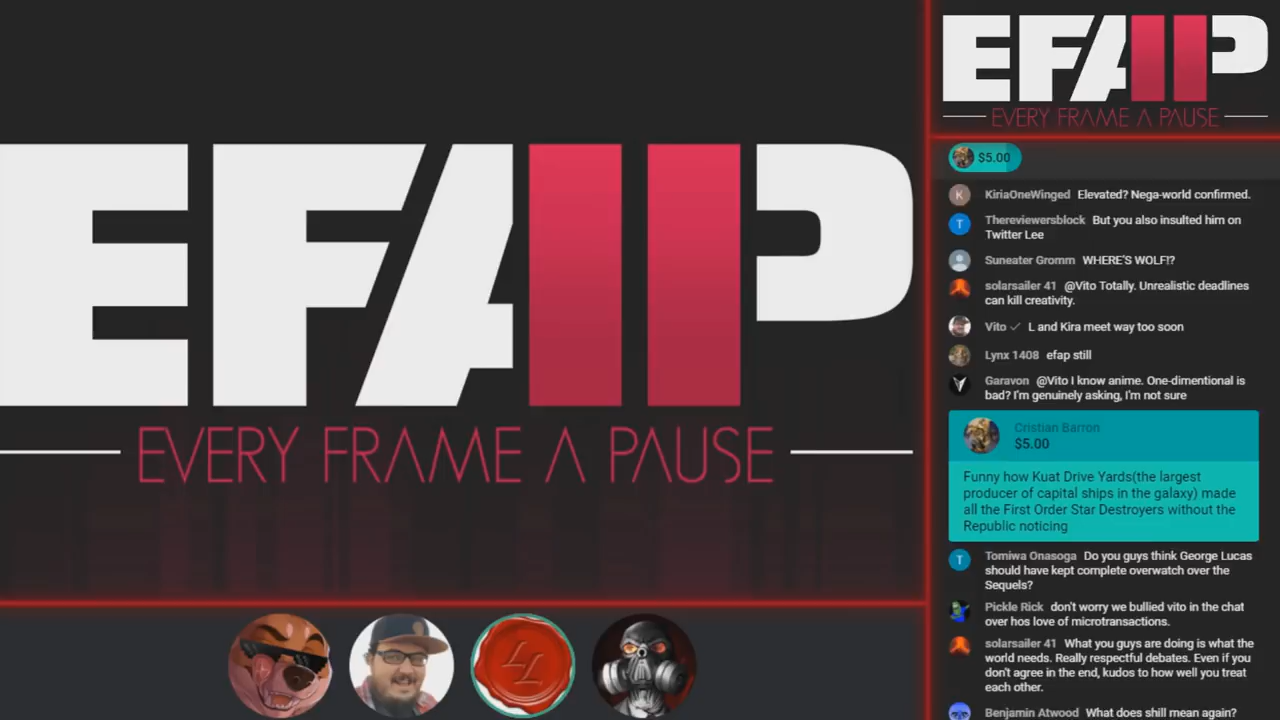 EFAP
EVERY FRAME A PAUSE
LL
EFAP
EVERY FRAME A PAUSE
$5.00
K
KiriaOneWinged Elevated? Nega-world confirmed.
T
Thereviewersblock But you also insulted him on
Twitter Lee
Suneater Gromm WHERE'S WOLF!?
solarsailer 41 @Vito Totally. Unrealistic deadlines
can kill creativity.
Vito ✓ L and Kira meet way too soon
Lynx 1408 efap still
Garavon @Vito I know anime. One-dimentional is
bad? I'm genuinely asking, I'm not sure
Cristian Barron
$5.00
Funny how Kuat Drive Yards(the largest
producer of capital ships in the galaxy) made
all the First Order Star Destroyers without the
Republic noticing
T
Tomiwa Onasoga Do you guys think George Lucas
should have kept complete overwatch over the
Sequels?
Pickle Rick don't worry we bullied vito in the chat
over hos love of microtransactions.
solarsailer 41 What you guys are doing is what the
world needs. Really respectful debates. Even if you
don't agree in the end, kudos to how well you treat
each other.
Benjamin Atwood What does shill mean again?